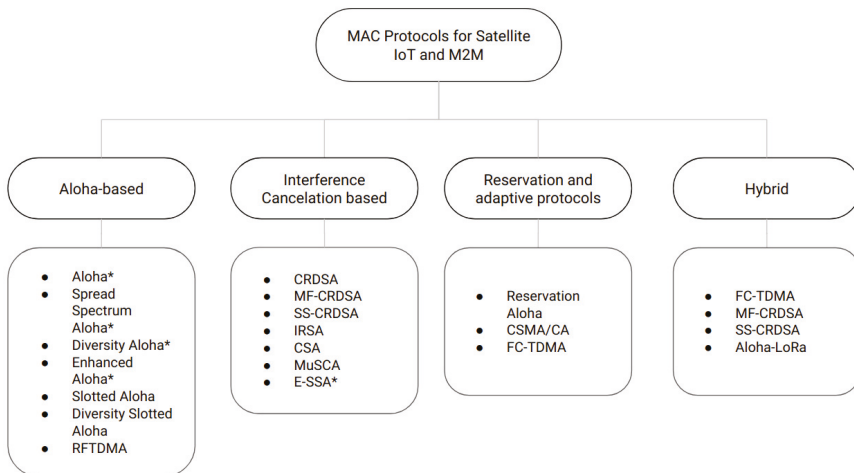 MAC Protocols for Satellite
IoT and M2M
Aloha-based
Interference
Cancelation based
Reservation and
adaptive protocols
Hybrid
● Aloha*
● Spread
Spectrum
Aloha*
● Diversity Aloha*
● Enhanced
Aloha*
● Slotted Aloha
● Diversity Slotted
Aloha
● RFTDMA
● CRDSA
● MF-CRDSA
● SS-CRDSA
● IRSA
● CSA
● MuSCA
● E-SSA*
● Reservation
Aloha
● CSMA/CA
● FC-TDMA
● FC-TDMA
● MF-CRDSA
● SS-CRDSA
● Aloha-LoRa